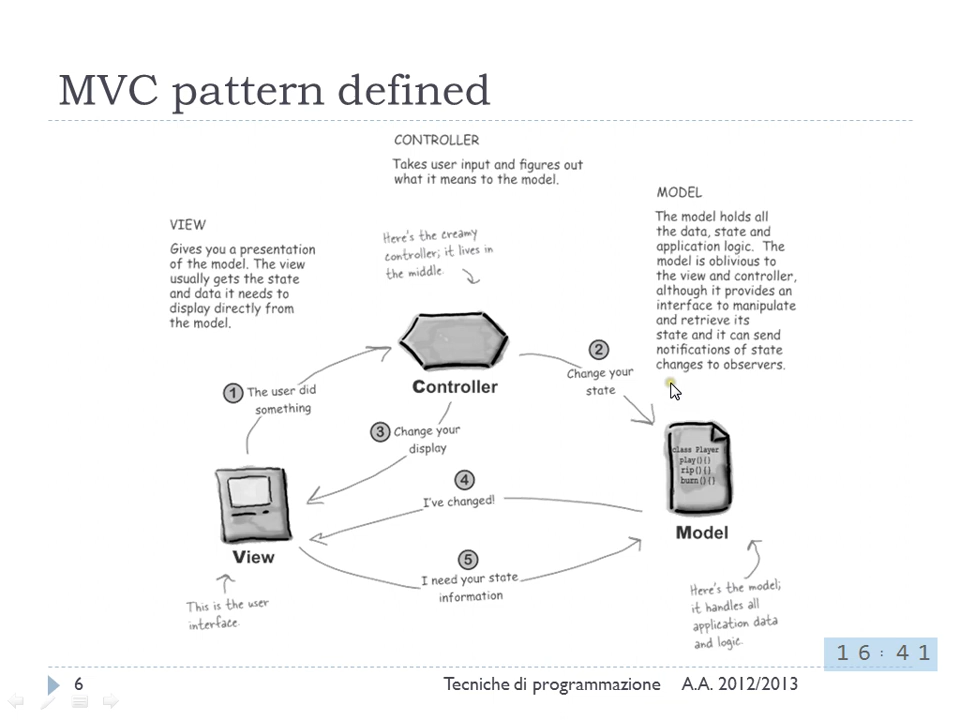 MVC pattern defined
CONTROLLER
Takes user input and figures out
what it means to the model.
MODEL
The model holds all
the data, state and
application logic. The
model is oblivious to
the view and controller,
although it provides an
interface to manipulate
and retrieve its
state and it can send
notifications of state
changes to observers.
VIEW
Gives you a presentation
of the model. The view
usually gets the state
and data it needs to
display directly from
the model.
Here's the creamy
controller; it lives in
the middle.
1 The user did
something
Controller
2
Change your
state
3 Change your
display
4
I've changed!
5
I need your state
information
class Player
play(){}
rip(){}
burn(){}
View
Model
This is the user
interface.
Here's the model;
it handles all
application data
and logic.
16:41
6
Tecniche di programmazione A.A. 2012/2013